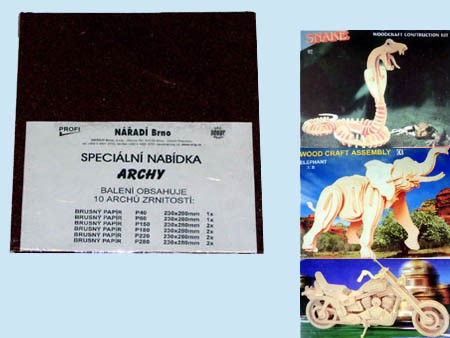 PROFI
NÁŘADÍ Brno
SPECIÁLNÍ NABÍDKA
ARCHY
BALENÍ OBSAHUJE
10 ARCHŮ ZRNITOSTÍ:
BRUSNÝ PAPÍR P40 230x280mm 1x
BRUSNÝ PAPÍR P60 230x280mm 1x
BRUSNÝ PAPÍR P150 230x280mm 2x
BRUSNÝ PAPÍR P180 230x280mm 2x
BRUSNÝ PAPÍR P220 230x280mm 2x
BRUSNÝ PAPÍR P280 230x280mm 2x
SNAKE
WOODCRAFT CONSTRUCTION KIT
WOOD CRAFT ASSEMBLY
ELEPHANT